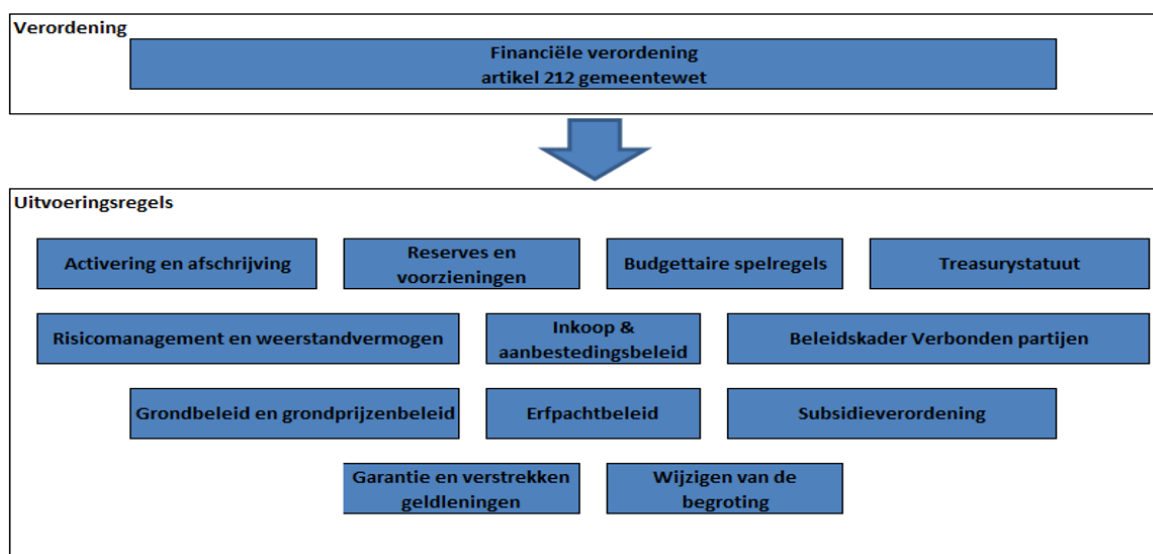 Verordening
Financiële verordening
artikel 212 gemeentewet
Uitvoeringsregels
Activering en afschrijving
Reserves en
voorzieningen
Budgettaire spelregels
Treasurystatuut
Risicomanagement en weerstandvermogen
Inkoop &
aanbestedingsbeleid
Beleidskader Verbonden partijen
Grondbeleid en grondprijzenbeleid
Erfpachtbeleid
Subsidieverordening
Garantie en verstrekken
geldleningen
Wijzigen van de
begroting